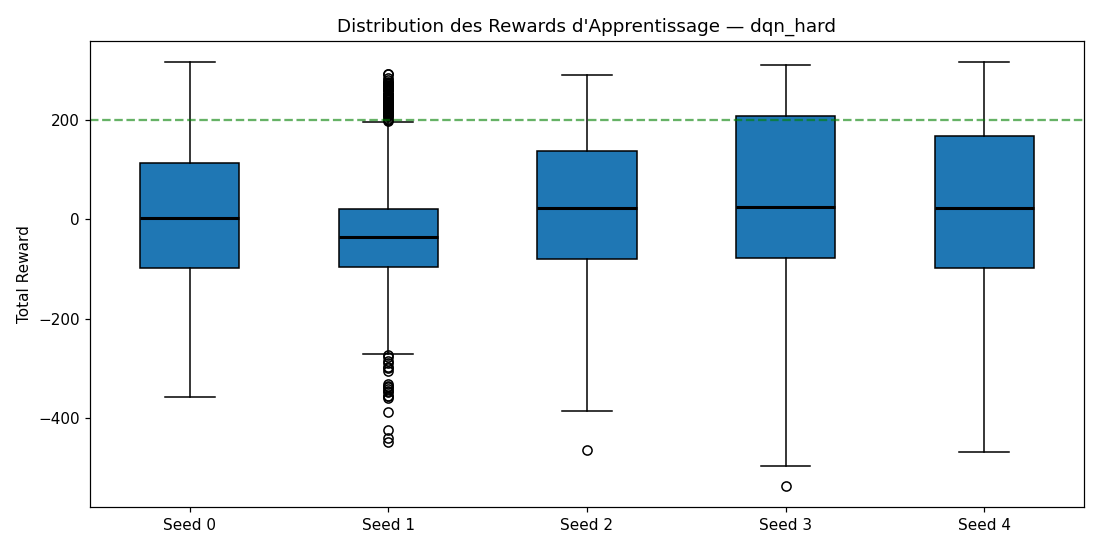 Distribution des Rewards d'Apprentissage — dqn_hard
Total Reward
200
0
−200
−400
Seed 0
Seed 1
Seed 2
Seed 3
Seed 4